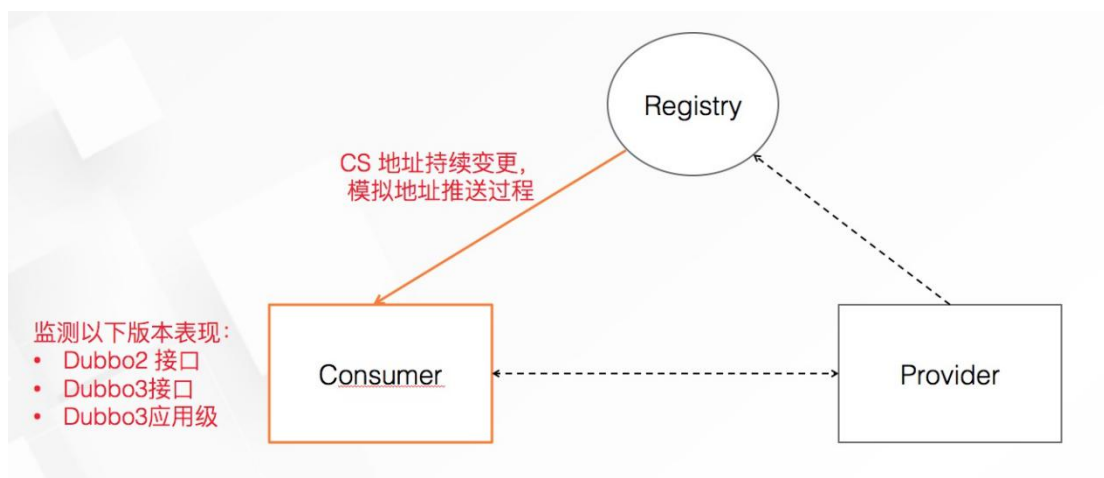 Registry
CS 地址持续变更，
模拟地址推送过程
监测以下版本表现：
• Dubbo2 接口
• Dubbo3接口
• Dubbo3应用级
Consumer
Provider